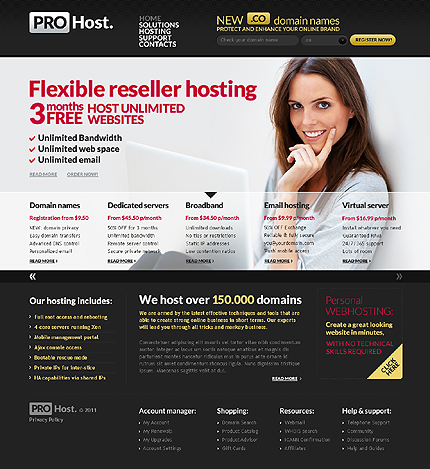 PRO Host.
HOME
SOLUTIONS
HOSTING
SUPPORT
CONTACTS
NEW .CO domain names
PROTECT AND ENHANCE YOUR ONLINE BRAND
Check your domain name
.co
REGISTER NOW
Flexible reseller hosting
3 months FREE HOST UNLIMITED WEBSITES
Unlimited Bandwidth
Unlimited web space
Unlimited email
READ MORE ORDER NOW!
Domain names
Registration from $9.50
NEW: domain privacy
Easy domain transfers
Advanced DNS control
Personalized email
READ MORE
Dedicated servers
From $45.50 p/month
50% OFF for 3 months
Unlimited bandwidth
Remote server control
Secure private network
READ MORE
Broadband
From $34.50 p/month
Unlimited downloads
No ties or restrictions
Static IP addresses
Low contention ratios
READ MORE
Email hosting
From $9.99 p/month
50% OFF Exchange
Reliable & fully secure
you@yourdomain.com
Push mobile access
READ MORE
Virtual server
From $16.99 p/month
Install whatever you need
Guaranteed RAM
24/7/365 support
Lots of room
READ MORE
Our hosting includes:
Full root access and rebooting
4 core servers running Xen
Mobile management portal
Ajax console access
Bootable rescue mode
Private IPs for later-slice
HA capabilities via shared IPs
We host over 150.000 domains
We are armed by the latest effective techniques and tools that are
able to create strong online business in short terms. Our experts
will lead you through all tricks and monkey business.
READ MORE
Personal
WEBHOSTING:
Create a great looking
website in minutes,
WITH NO TECHNICAL
SKILLS REQUIRED
CLICK HERE
PRO Host. © 2011
Privacy Policy
Account manager:
My Account
My Renewals
My Upgrades
Account Settings
Shopping:
Domain Search
Product Catalog
Product Advisor
Gift Cards
Resources:
Webmail
WHOIS search
ICANN Confirmation
Affiliates
Help & support:
Telephone Support
Community
Discussion Forums
Help and Guides